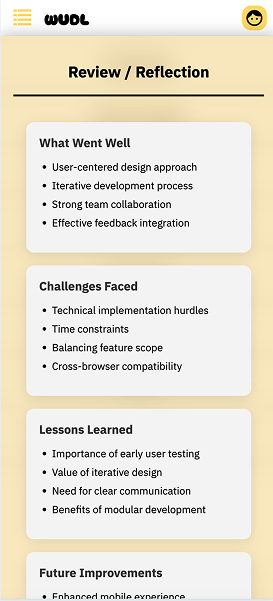 WUDL
Review / Reflection
What Went Well
• User-centered design approach
• Iterative development process
• Strong team collaboration
• Effective feedback integration
Challenges Faced
• Technical implementation hurdles
• Time constraints
• Balancing feature scope
• Cross-browser compatibility
Lessons Learned
• Importance of early user testing
• Value of iterative design
• Need for clear communication
• Benefits of modular development
Future Improvements
• Enhanced mobile experience